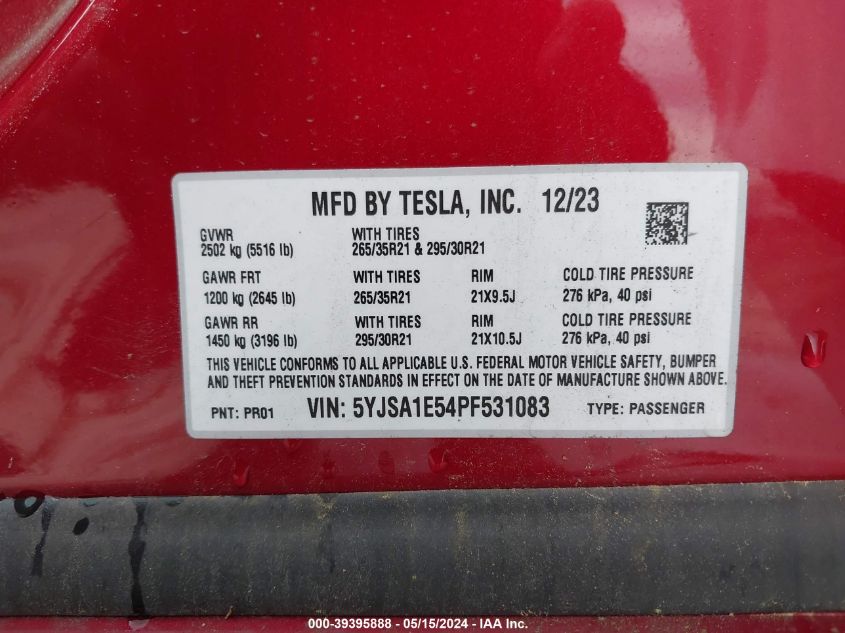 MFD BY TESLA, INC. 12/23
GVWR WITH TIRES
2502 kg (5516 lb) 265/35R21 & 295/30R21
GAWR FRT WITH TIRES RIM COLD TIRE PRESSURE
1200 kg (2645 lb) 265/35R21 21X9.5J 276 kPa, 40 psi
GAWR RR WITH TIRES RIM COLD TIRE PRESSURE
1450 kg (3196 lb) 295/30R21 21X10.5J 276 kPa, 40 psi
THIS VEHICLE CONFORMS TO ALL APPLICABLE U.S. FEDERAL MOTOR VEHICLE SAFETY, BUMPER
AND THEFT PREVENTION STANDARDS IN EFFECT ON THE DATE OF MANUFACTURE SHOWN ABOVE.
PNT: PR01 VIN: 5YJSA1E54PF531083 TYPE: PASSENGER
000-39395888 - 05/15/2024 - IAA Inc.